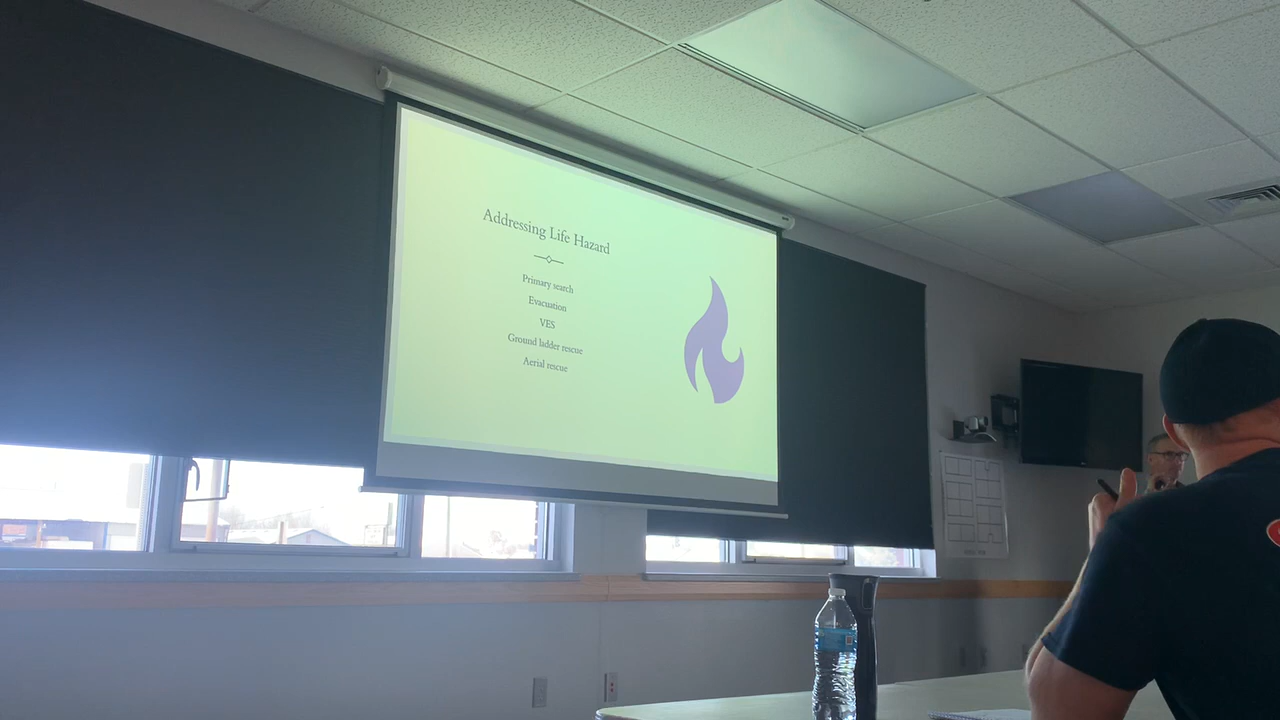 Addressing Life Hazard
Primary search
Evacuation
VES
Ground ladder rescue
Aerial rescue